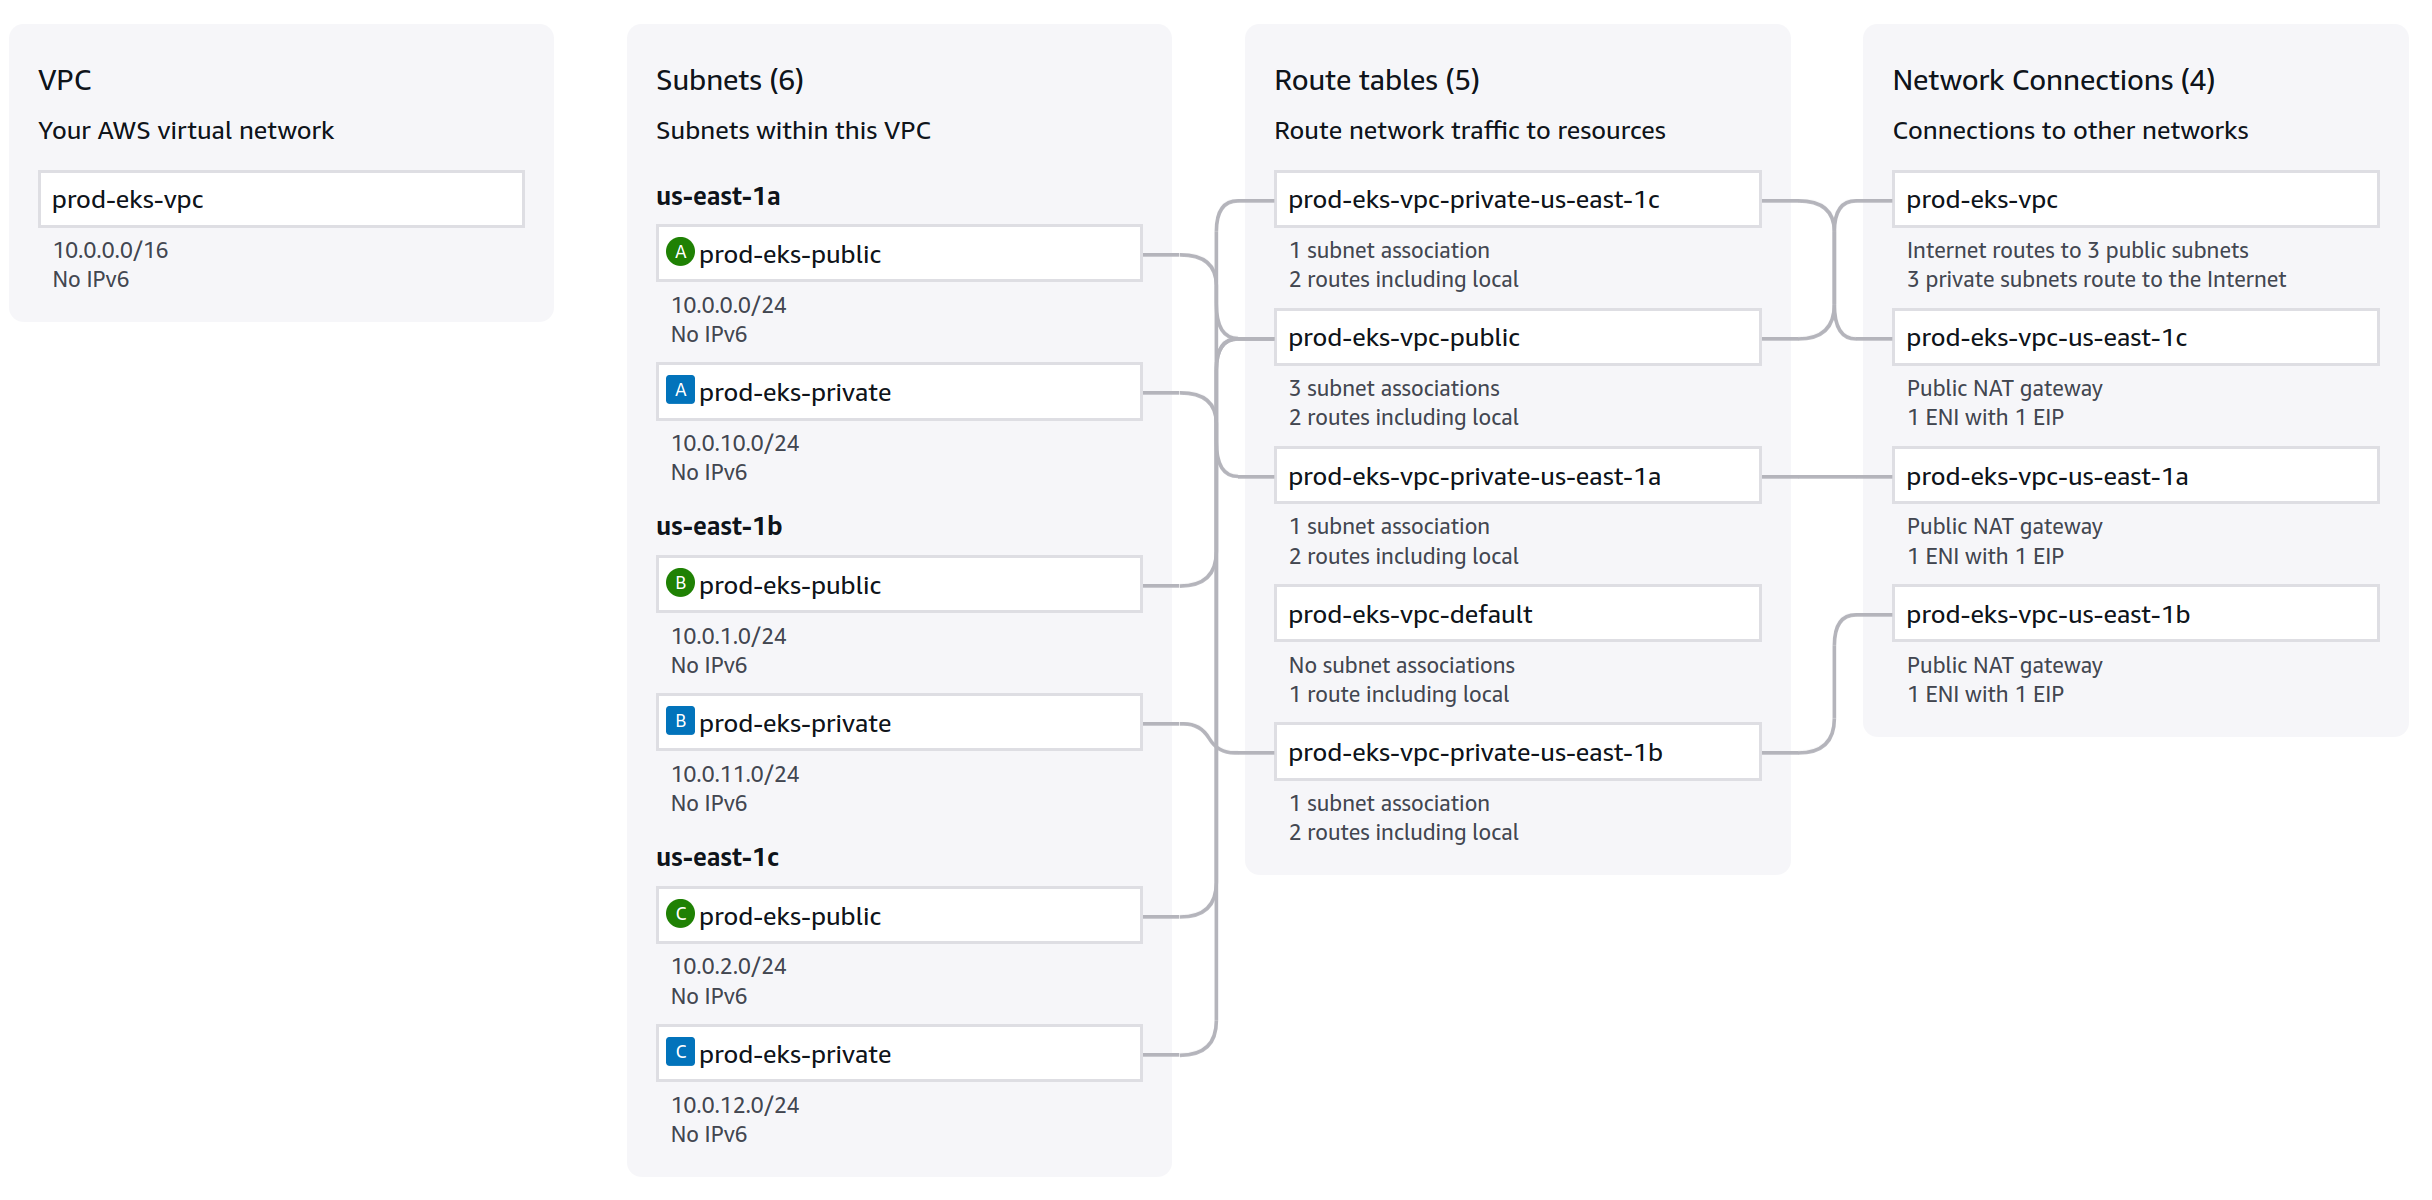 VPC
Your AWS virtual network
prod-eks-vpc
10.0.0.0/16
No IPv6
Subnets (6)
Subnets within this VPC
us-east-1a
A prod-eks-public
10.0.0.0/24
No IPv6
A prod-eks-private
10.0.10.0/24
No IPv6
us-east-1b
B prod-eks-public
10.0.1.0/24
No IPv6
B prod-eks-private
10.0.11.0/24
No IPv6
us-east-1c
C prod-eks-public
10.0.2.0/24
No IPv6
C prod-eks-private
10.0.12.0/24
No IPv6
Route tables (5)
Route network traffic to resources
prod-eks-vpc-private-us-east-1c
1 subnet association
2 routes including local
prod-eks-vpc-public
3 subnet associations
2 routes including local
prod-eks-vpc-private-us-east-1a
1 subnet association
2 routes including local
prod-eks-vpc-default
No subnet associations
1 route including local
prod-eks-vpc-private-us-east-1b
1 subnet association
2 routes including local
Network Connections (4)
Connections to other networks
prod-eks-vpc
Internet routes to 3 public subnets
3 private subnets route to the Internet
prod-eks-vpc-us-east-1c
Public NAT gateway
1 ENI with 1 EIP
prod-eks-vpc-us-east-1a
Public NAT gateway
1 ENI with 1 EIP
prod-eks-vpc-us-east-1b
Public NAT gateway
1 ENI with 1 EIP